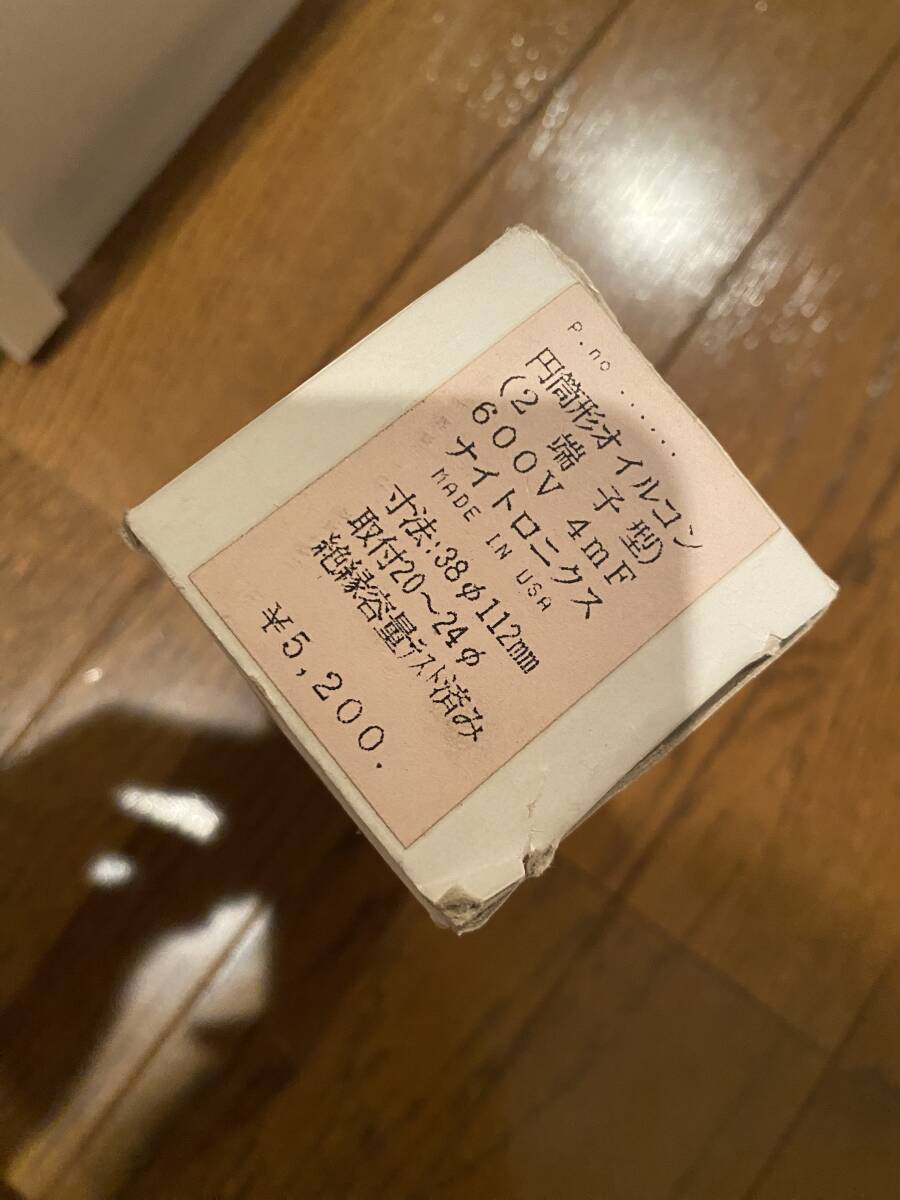 P.no ......
円筒形オイルコン
(2端子型)
600V 4mF
ナイトロニクス
MADE IN USA
寸法:38φ112mm
取付20～24φ
絶縁容量テスト済み
¥5,200.